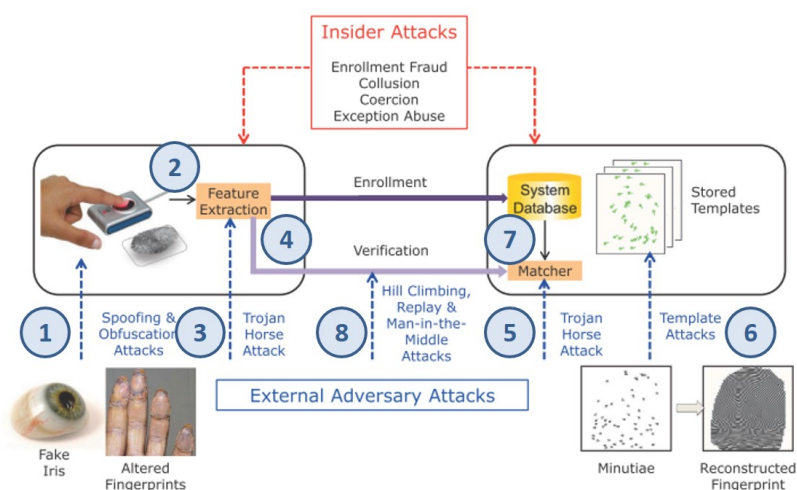 Insider Attacks
Enrollment Fraud
Collusion
Coercion
Exception Abuse
2
Feature
Extraction
Enrollment
System
Database
Stored
Templates
4
Verification
7
Matcher
1
Spoofing &
Obfuscation
Attacks
3
Trojan
Horse
Attack
8
Hill Climbing,
Replay &
Man-in-the-
Middle
Attacks
5
Trojan
Horse
Attack
Template
Attacks
6
External Adversary Attacks
Fake
Iris
Altered
Fingerprints
Minutiae
Reconstructed
Fingerprint